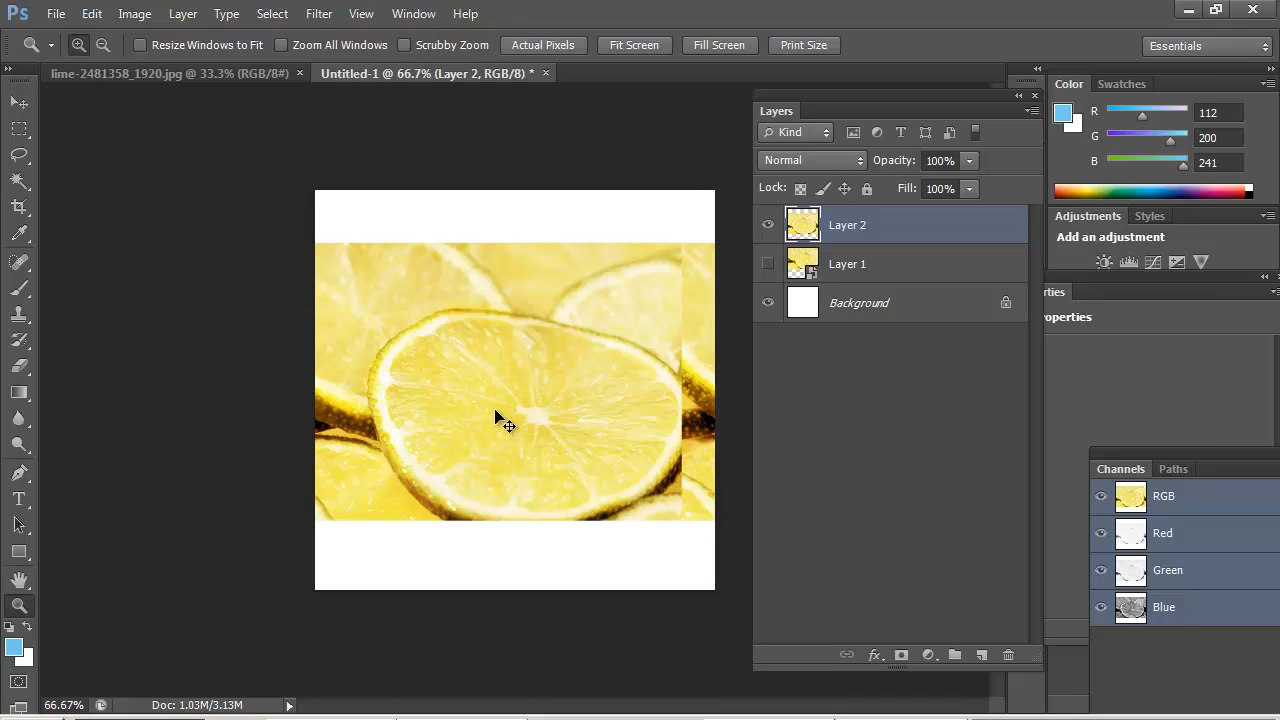 Ps File Edit Image Layer Type Select Filter View Window Help
Resize Windows to Fit Zoom All Windows Scrubby Zoom Actual Pixels Fit Screen Fill Screen Print Size Essentials
lime-2481358_1920.jpg @ 33.3% (RGB/8#) × Untitled-1 @ 66.7% (Layer 2, RGB/8) * ×
Layers
Kind
Normal Opacity: 100%
Lock: Fill: 100%
Layer 2
Layer 1
Background
Color Swatches
R 112
G 200
B 241
Adjustments Styles
Add an adjustment
rties
roperties
Channels Paths
RGB
Red
Green
Blue
66.67% Doc: 1.03M/3.13M